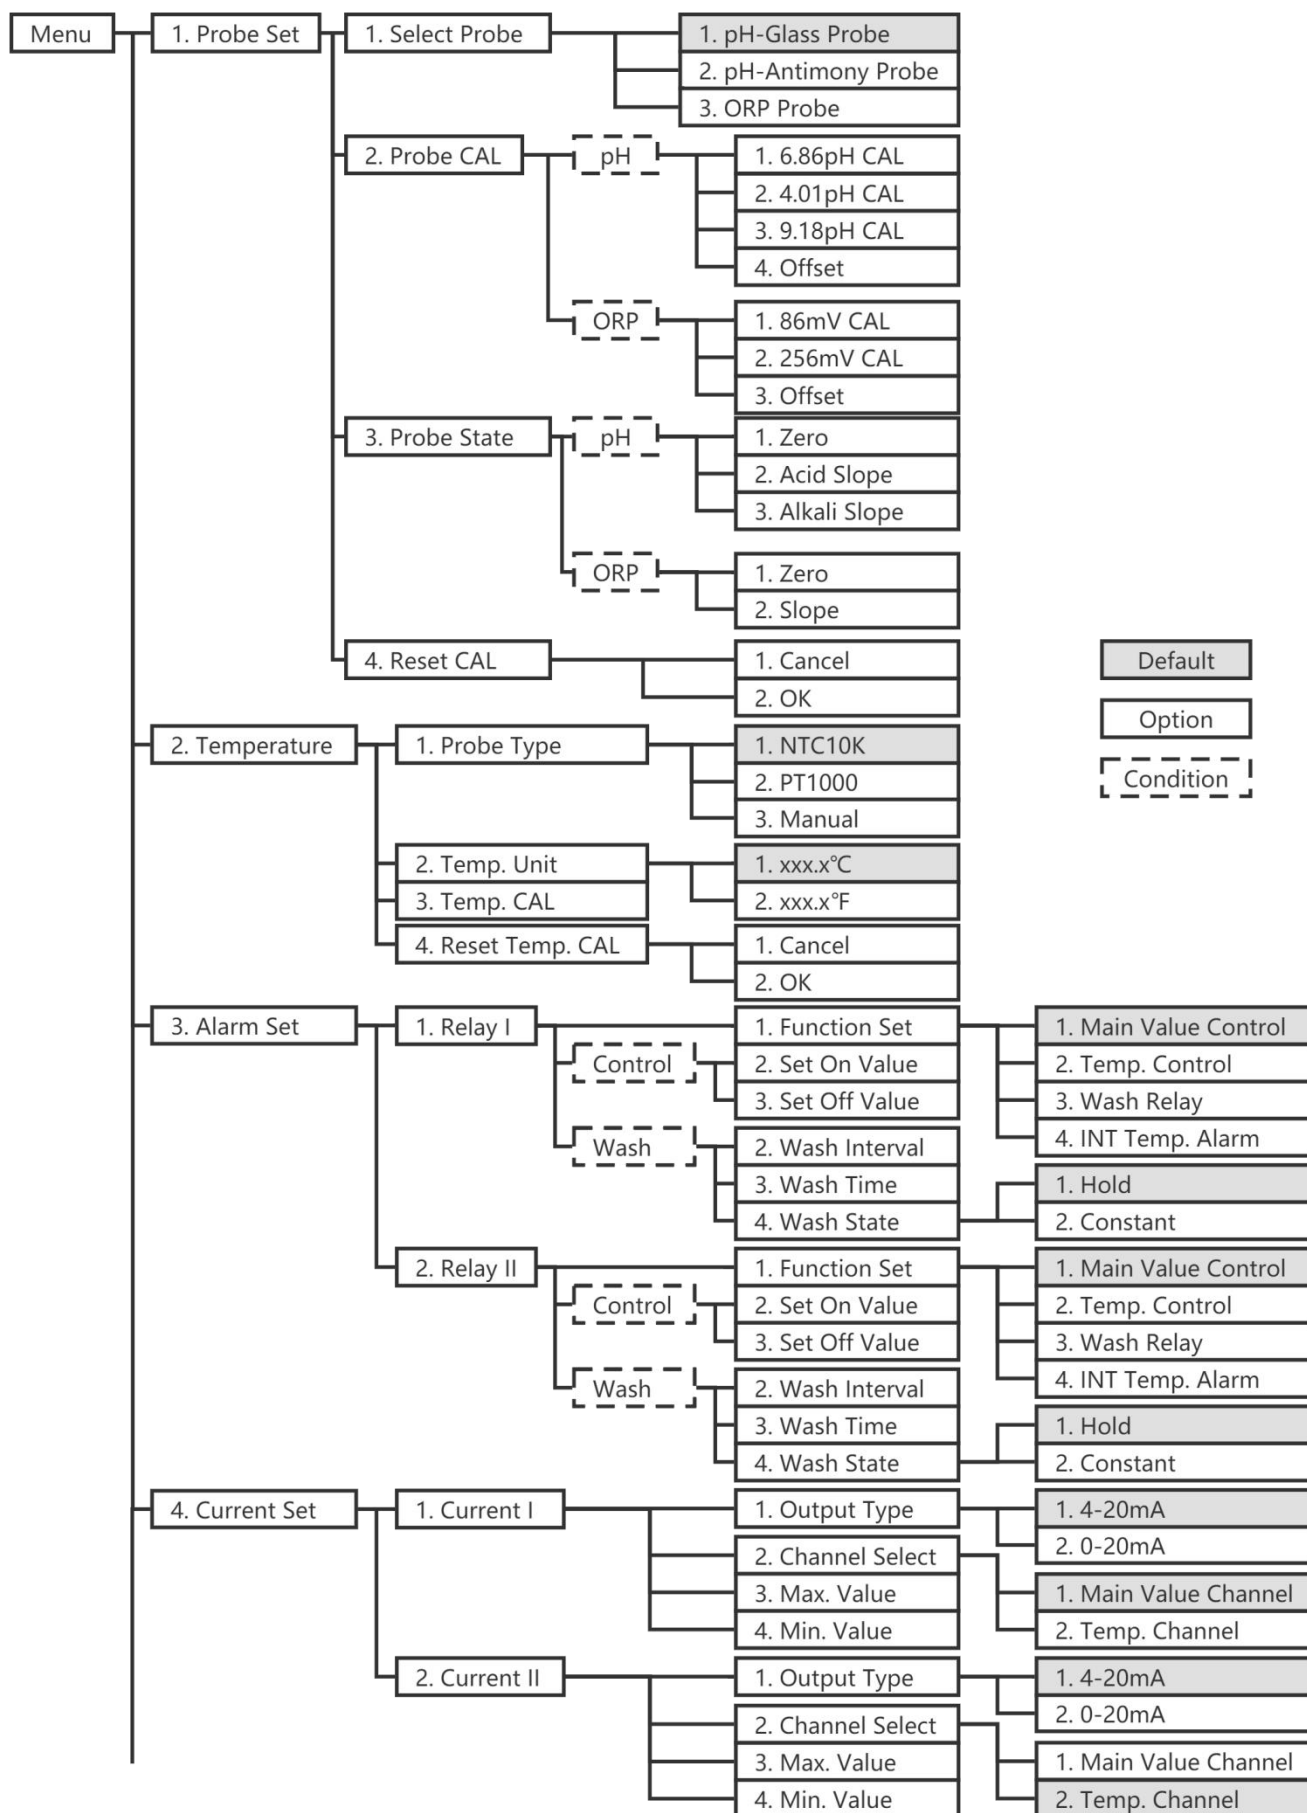 Menu
1. Probe Set
1. Select Probe
1. pH-Glass Probe
2. pH-Antimony Probe
3. ORP Probe
2. Probe CAL
pH
1. 6.86pH CAL
2. 4.01pH CAL
3. 9.18pH CAL
4. Offset
ORP
1. 86mV CAL
2. 256mV CAL
3. Offset
3. Probe State
pH
1. Zero
2. Acid Slope
3. Alkali Slope
ORP
1. Zero
2. Slope
4. Reset CAL
1. Cancel
2. OK
Default
Option
Condition
2. Temperature
1. Probe Type
1. NTC10K
2. PT1000
3. Manual
2. Temp. Unit
1. xxx.x°C
2. xxx.x°F
3. Temp. CAL
4. Reset Temp. CAL
1. Cancel
2. OK
3. Alarm Set
1. Relay I
1. Function Set
1. Main Value Control
2. Temp. Control
3. Wash Relay
4. INT Temp. Alarm
Control
2. Set On Value
3. Set Off Value
Wash
2. Wash Interval
3. Wash Time
4. Wash State
1. Hold
2. Constant
2. Relay II
1. Function Set
1. Main Value Control
2. Temp. Control
3. Wash Relay
4. INT Temp. Alarm
Control
2. Set On Value
3. Set Off Value
Wash
2. Wash Interval
3. Wash Time
4. Wash State
1. Hold
2. Constant
4. Current Set
1. Current I
1. Output Type
1. 4-20mA
2. 0-20mA
2. Channel Select
1. Main Value Channel
2. Temp. Channel
3. Max. Value
4. Min. Value
2. Current II
1. Output Type
1. 4-20mA
2. 0-20mA
2. Channel Select
1. Main Value Channel
2. Temp. Channel
3. Max. Value
4. Min. Value